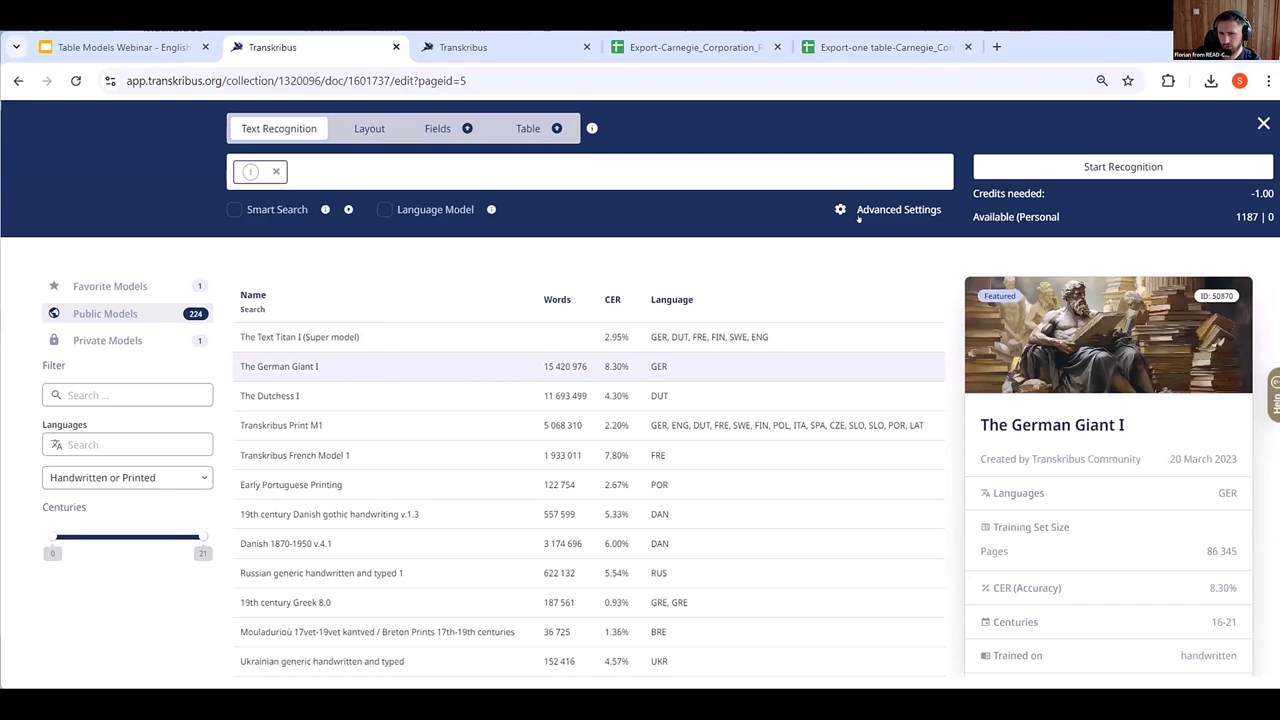 Table Models Webinar - English
Transkribus
Transkribus
Export-Carnegie_Corporation_R
Export-one table-Carnegie_Cor
app.transkribus.org/collection/1320096/doc/1601737/edit?pageid=5
S
Florian from READ-C...
Text Recognition
Layout
Fields
Table
1
Start Recognition
Smart Search
Language Model
Advanced Settings
Credits needed:
-1.00
Available (Personal
1187 | 0
Favorite Models
1
Public Models
224
Private Models
1
Filter
Search ...
Languages
Search
Handwritten or Printed
Centuries
0
21
Name Words CER Language
Search
The Text Titan I (Super model) 2.95% GER, DUT, FRE, FIN, SWE, ENG
The German Giant I 15 420 976 8.30% GER
The Dutchess I 11 693 499 4.30% DUT
Transkribus Print M1 5 068 310 2.20% GER, ENG, DUT, FRE, SWE, FIN, POL, ITA, SPA, CZE, SLO, SLO, POR, LAT
Transkribus French Model 1 1 933 011 7.80% FRE
Early Portuguese Printing 122 754 2.67% POR
19th century Danish gothic handwriting v.1.3 557 599 5.33% DAN
Danish 1870-1950 v.4.1 3 174 696 6.00% DAN
Russian generic handwritten and typed 1 622 132 5.54% RUS
19th century Greek 8.0 187 561 0.93% GRE, GRE
Mouladurioù 17vet-19vet kantved / Breton Prints 17th-19th centuries 36 725 1.36% BRE
Ukrainian generic handwritten and typed 152 416 4.57% UKR
Featured
ID: 50870
The German Giant I
Created by Transkribus Community 20 March 2023
Languages GER
Training Set Size
Pages 86 345
CER (Accuracy) 8.30%
Centuries 16-21
Trained on handwritten
Help